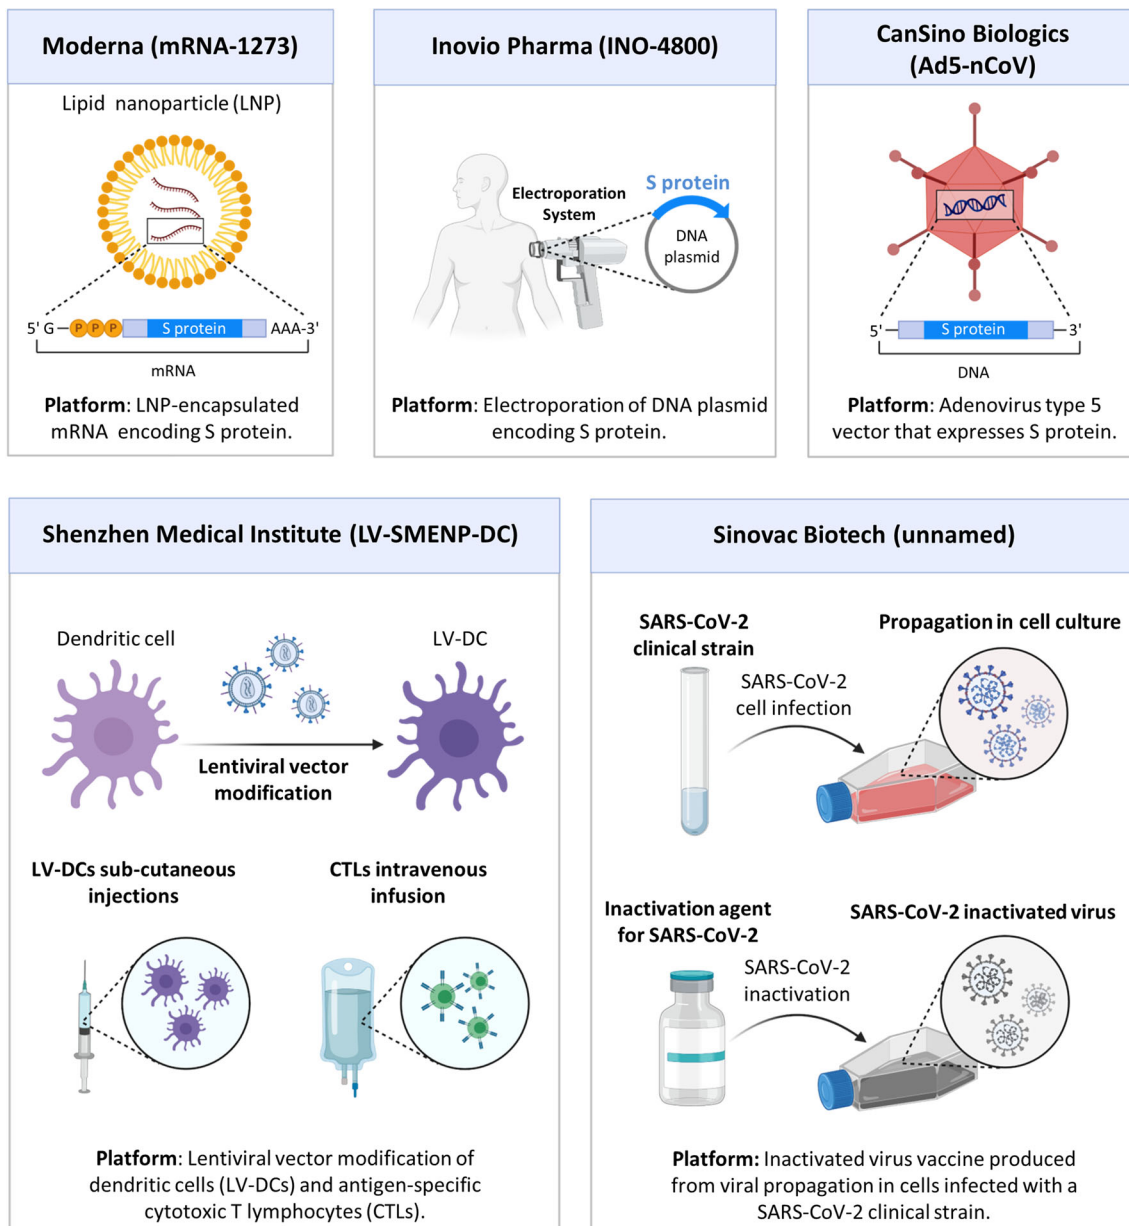 Moderna (mRNA-1273)
Lipid nanoparticle (LNP)
5' G
P P P
S protein
AAA-3'
mRNA
Platform: LNP-encapsulated
mRNA encoding S protein.
Inovio Pharma (INO-4800)
Electroporation
System
S protein
DNA
plasmid
Platform: Electroporation of DNA plasmid
encoding S protein.
CanSino Biologics
(Ad5-nCoV)
5'
S protein
3'
DNA
Platform: Adenovirus type 5
vector that expresses S protein.
Shenzhen Medical Institute (LV-SMENP-DC)
Dendritic cell
LV-DC
Lentiviral vector
modification
LV-DCs sub-cutaneous
injections
CTLs intravenous
infusion
Platform: Lentiviral vector modification of
dendritic cells (LV-DCs) and antigen-specific
cytotoxic T lymphocytes (CTLs).
Sinovac Biotech (unnamed)
SARS-CoV-2
clinical strain
SARS-CoV-2
cell infection
Propagation in cell culture
Inactivation agent
for SARS-CoV-2
SARS-CoV-2
inactivation
SARS-CoV-2 inactivated virus
Platform: Inactivated virus vaccine produced
from viral propagation in cells infected with a
SARS-CoV-2 clinical strain.